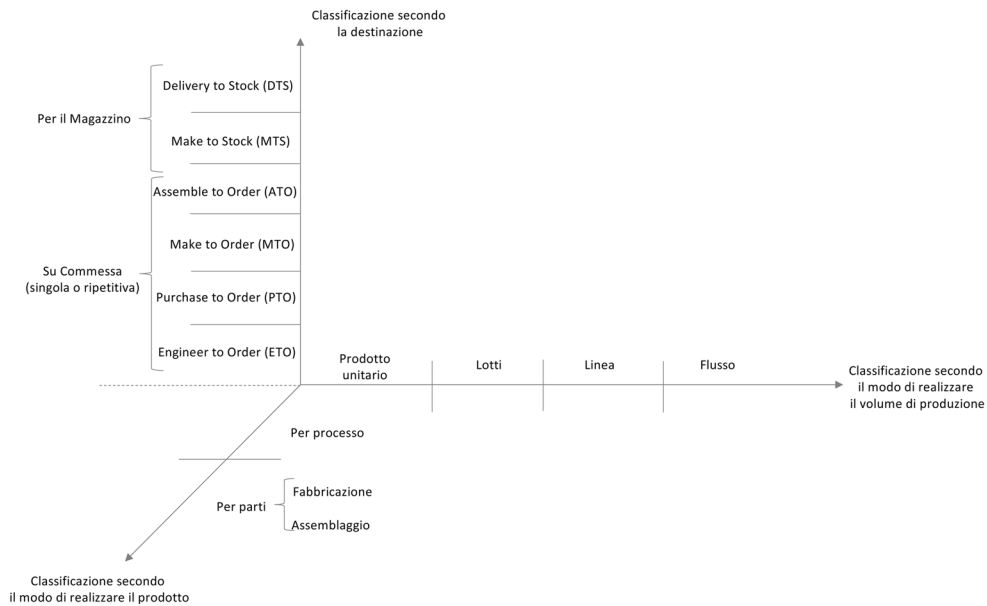 Classificazione secondo
la destinazione
Delivery to Stock (DTS)
Per il Magazzino
Make to Stock (MTS)
Assemble to Order (ATO)
Make to Order (MTO)
Su Commessa
(singola o ripetitiva)
Purchase to Order (PTO)
Engineer to Order (ETO)
Prodotto
unitario
Lotti
Linea
Flusso
Classificazione secondo
il modo di realizzare
il volume di produzione
Per processo
Per parti
Fabbricazione
Assemblaggio
Classificazione secondo
il modo di realizzare il prodotto